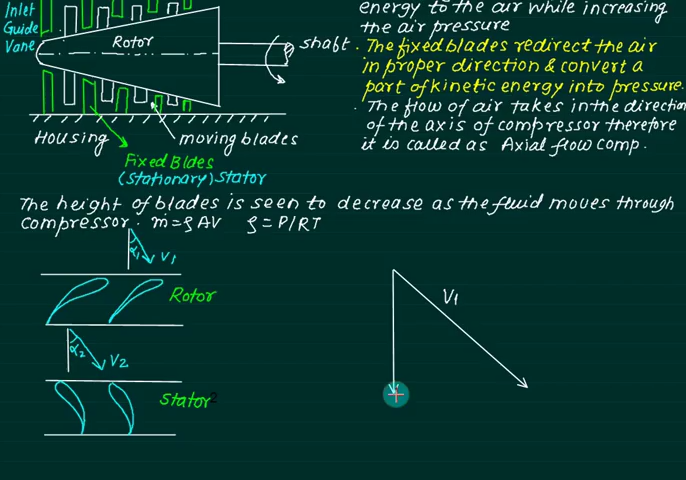 Inlet
Guide
Vane
Rotor
shaft
Housing
moving blades
Fixed Bldes
(Stationary) Stator
energy to the air while increasing
the air pressure
· The fixed blades redirect the air
in proper direction & convert a
part of kinetic energy into pressure.
· The flow of air takes in the direction
of the axis of compressor therefore
it is called as Axial flow comp.
The height of blades is seen to decrease as the fluid moves through
compressor. ṁ=ρAV ρ=P/RT
α1 V1
Rotor
α2 V2
Stator
V1